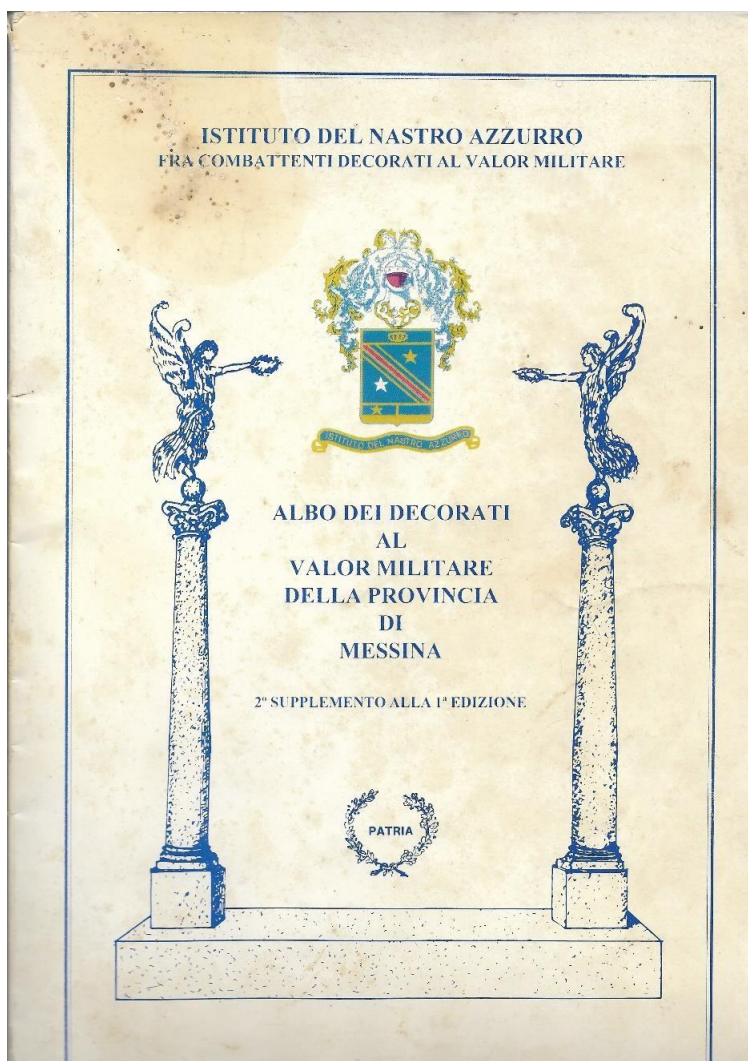 ISTITUTO DEL NASTRO AZZURRO
FRA COMBATTENTI DECORATI AL VALOR MILITARE
ISTITUTO DEL NASTRO AZZURRO
ALBO DEI DECORATI
AL
VALOR MILITARE
DELLA PROVINCIA
DI
MESSINA
2º SUPPLEMENTO ALLA 1ª EDIZIONE
PATRIA